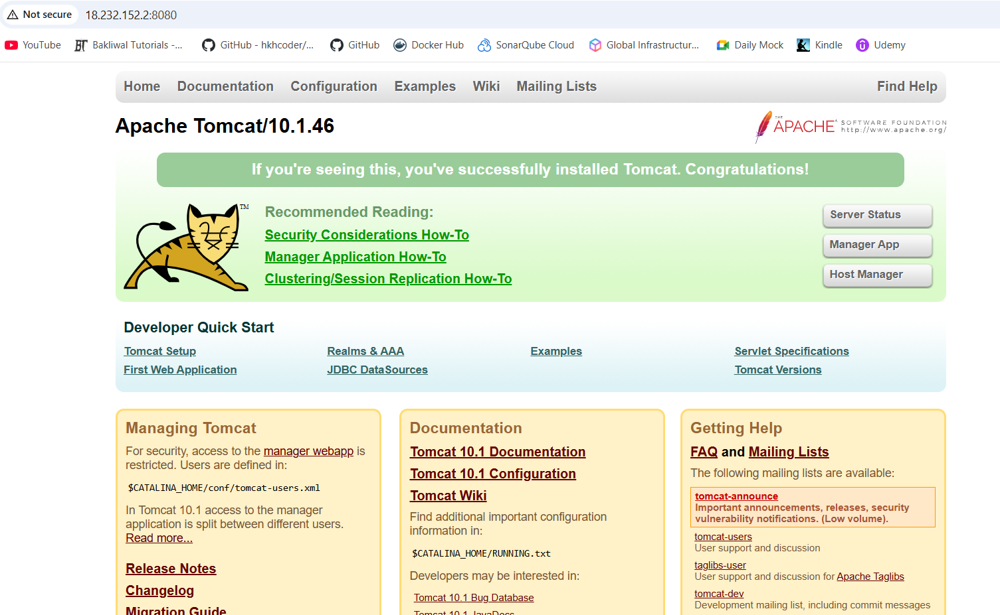 Not secure 18.232.152.2:8080
YouTube Bakliwal Tutorials -... GitHub - hkhcoder/... GitHub Docker Hub SonarQube Cloud Global Infrastructur... Daily Mock Kindle Udemy
Home Documentation Configuration Examples Wiki Mailing Lists Find Help
Apache Tomcat/10.1.46
THE APACHE SOFTWARE FOUNDATION
http://www.apache.org/
If you're seeing this, you've successfully installed Tomcat. Congratulations!
TM
Recommended Reading:
Security Considerations How-To
Manager Application How-To
Clustering/Session Replication How-To
Server Status
Manager App
Host Manager
Developer Quick Start
Tomcat Setup
First Web Application
Realms & AAA
JDBC DataSources
Examples
Servlet Specifications
Tomcat Versions
Managing Tomcat
For security, access to the manager webapp is
restricted. Users are defined in:
$CATALINA_HOME/conf/tomcat-users.xml
In Tomcat 10.1 access to the manager
application is split between different users.
Read more...
Release Notes
Changelog
Migration Guide
Documentation
Tomcat 10.1 Documentation
Tomcat 10.1 Configuration
Tomcat Wiki
Find additional important configuration
information in:
$CATALINA_HOME/RUNNING.txt
Developers may be interested in:
Tomcat 10.1 Bug Database
Tomcat 10.1 JavaDocs
Getting Help
FAQ and Mailing Lists
The following mailing lists are available:
tomcat-announce
Important announcements, releases, security
vulnerability notifications. (Low volume).
tomcat-users
User support and discussion
taglibs-user
User support and discussion for Apache Taglibs
tomcat-dev
Development mailing list, including commit messages